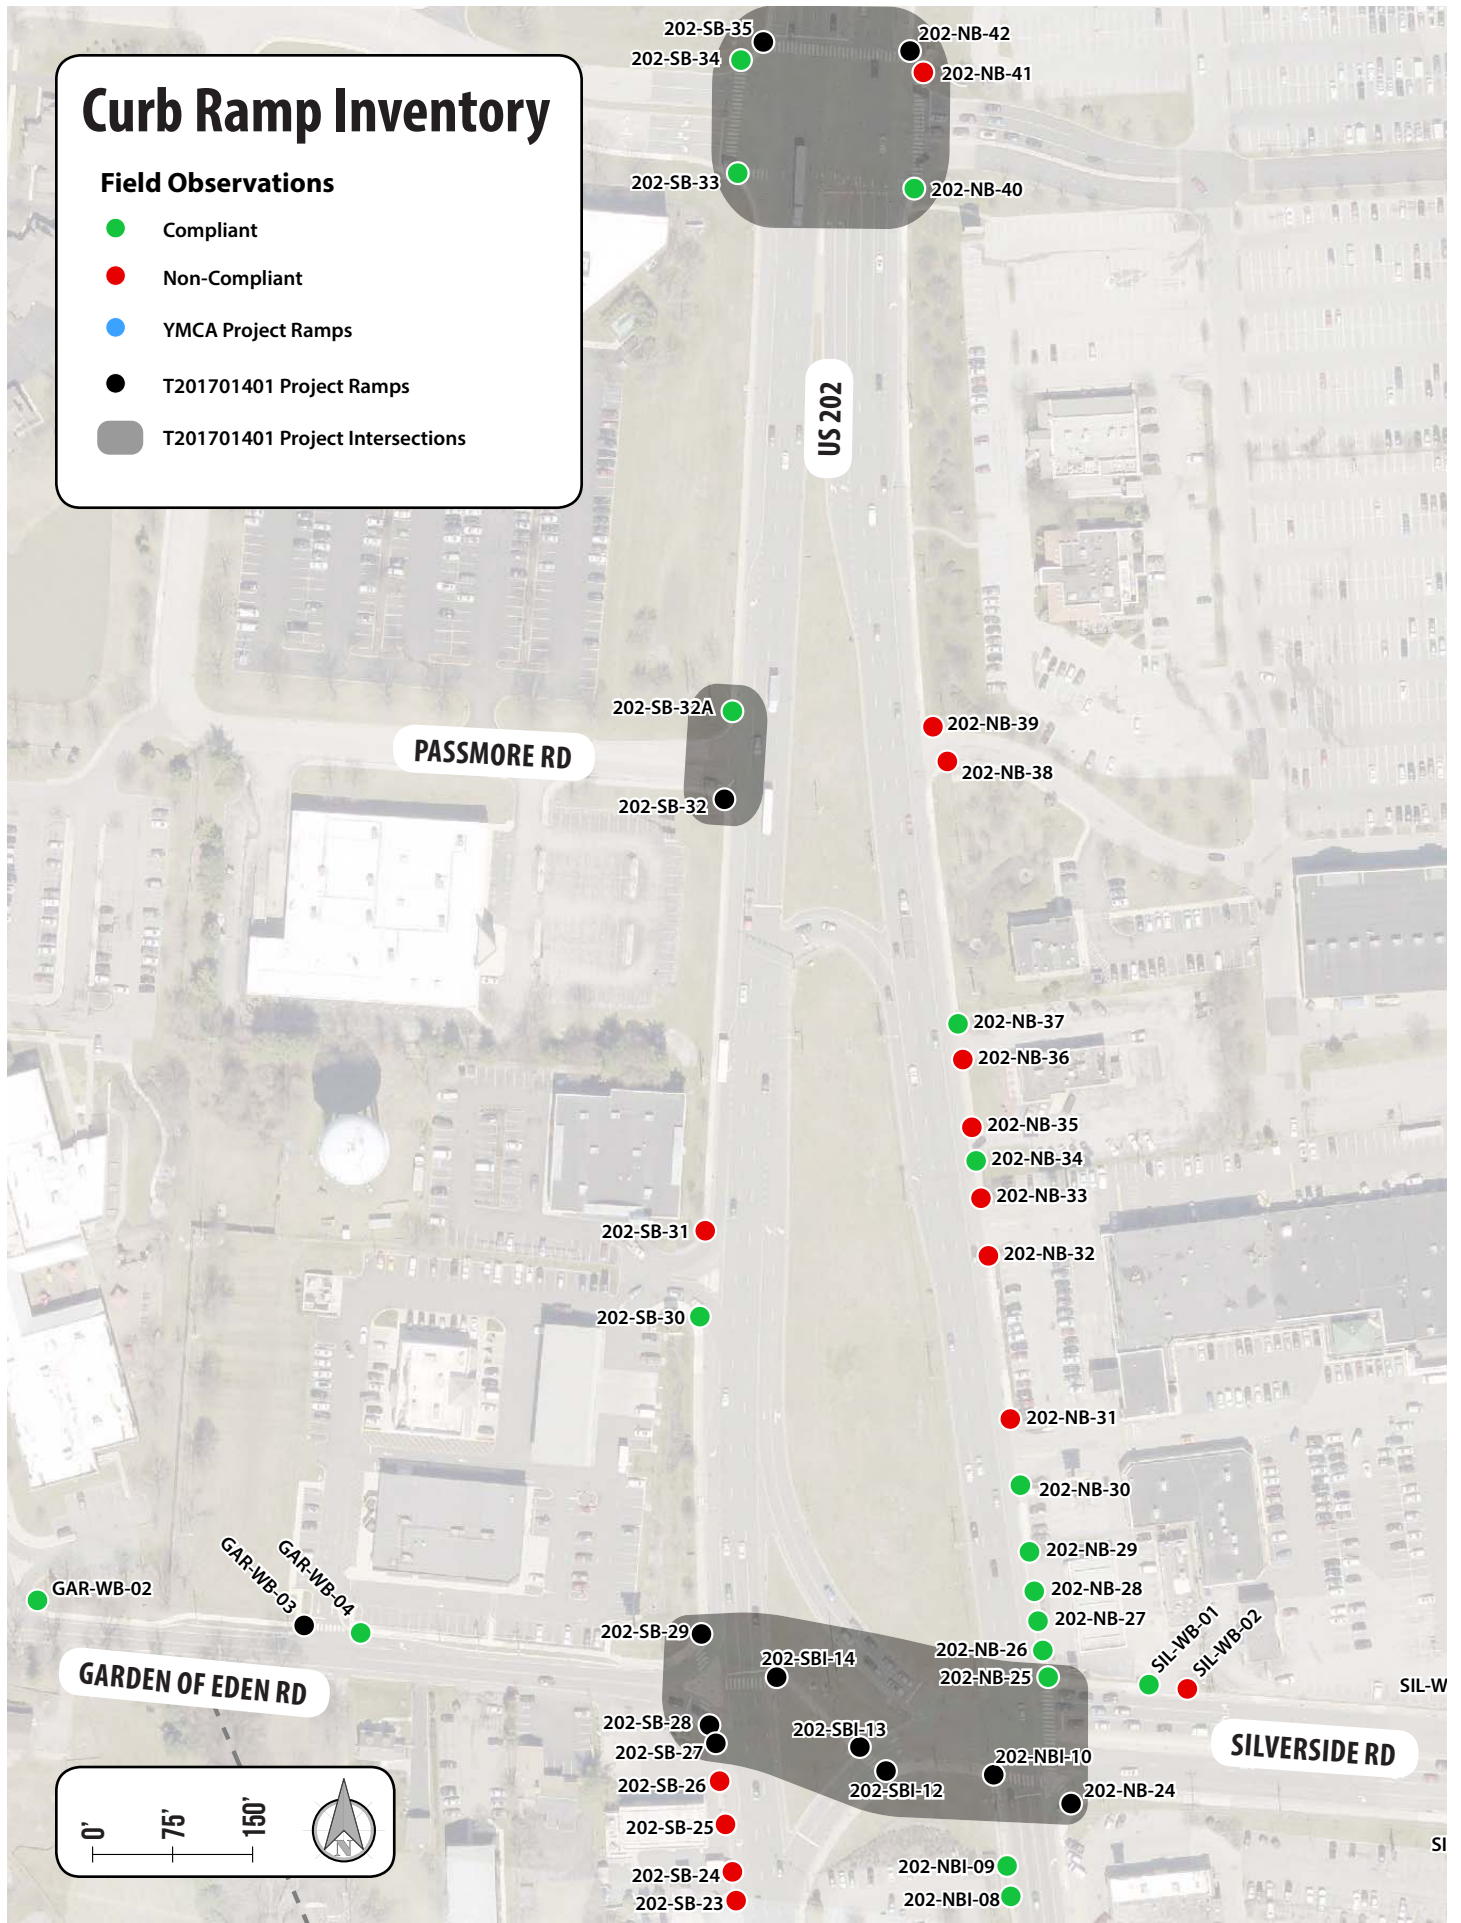 202-SB-35
202-NB-42
202-SB-34
202-NB-41
Curb Ramp Inventory
Field Observations
Compliant
Non-Compliant
YMCA Project Ramps
T201701401 Project Ramps
T201701401 Project Intersections
202-SB-33
202-NB-40
US 202
202-SB-32A
202-NB-39
PASSMORE RD
202-NB-38
202-SB-32
202-NB-37
202-NB-36
202-NB-35
202-NB-34
202-NB-33
202-SB-31
202-NB-32
202-SB-30
202-NB-31
202-NB-30
202-NB-29
GAR-WB-02
GAR-WB-03
GAR-WB-04
202-NB-28
202-NB-27
202-SB-29
202-NB-26
SIL-WB-01
SIL-WB-02
202-SBI-14
202-NB-25
SIL-W
GARDEN OF EDEN RD
202-SB-28
202-SBI-13
202-SB-27
202-NBI-10
SILVERSIDE RD
202-SB-26
202-SBI-12
202-NB-24
0'
75'
150'
N
202-SB-25
SI
202-NBI-09
202-SB-24
202-NBI-08
202-SB-23